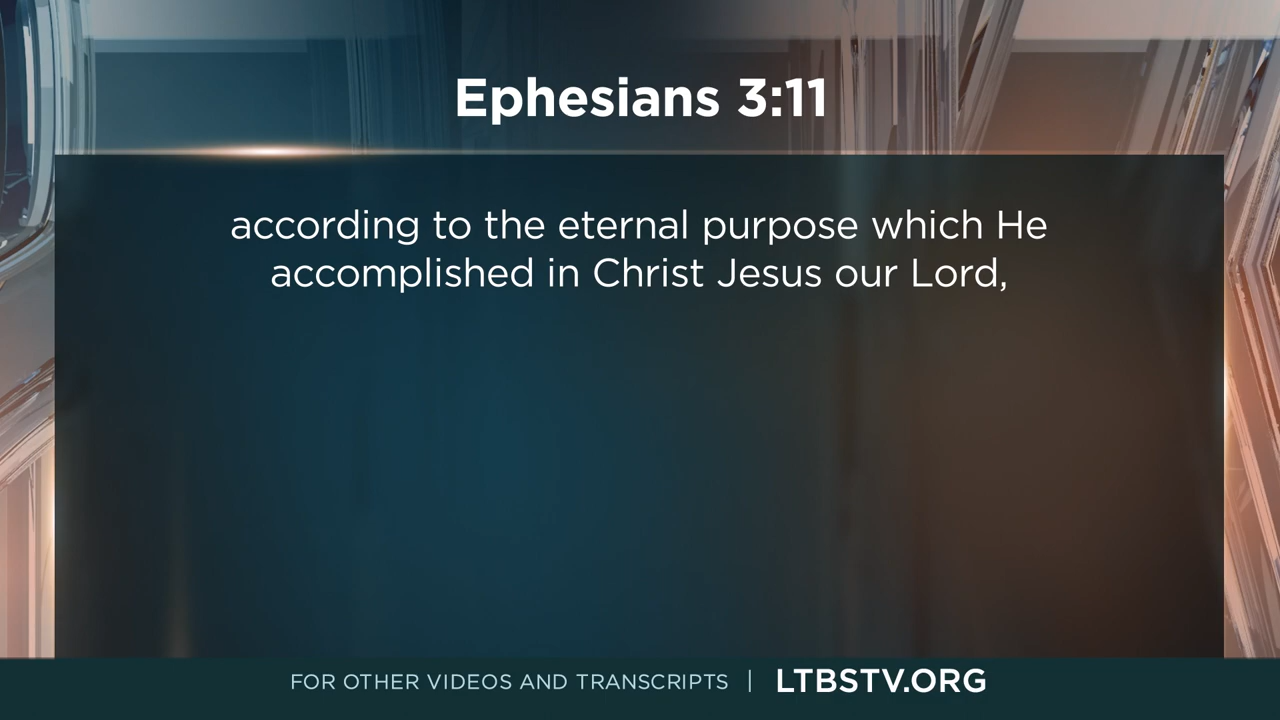 Ephesians 3:11
according to the eternal purpose which He
accomplished in Christ Jesus our Lord,
FOR OTHER VIDEOS AND TRANSCRIPTS | LTBSTV.ORG